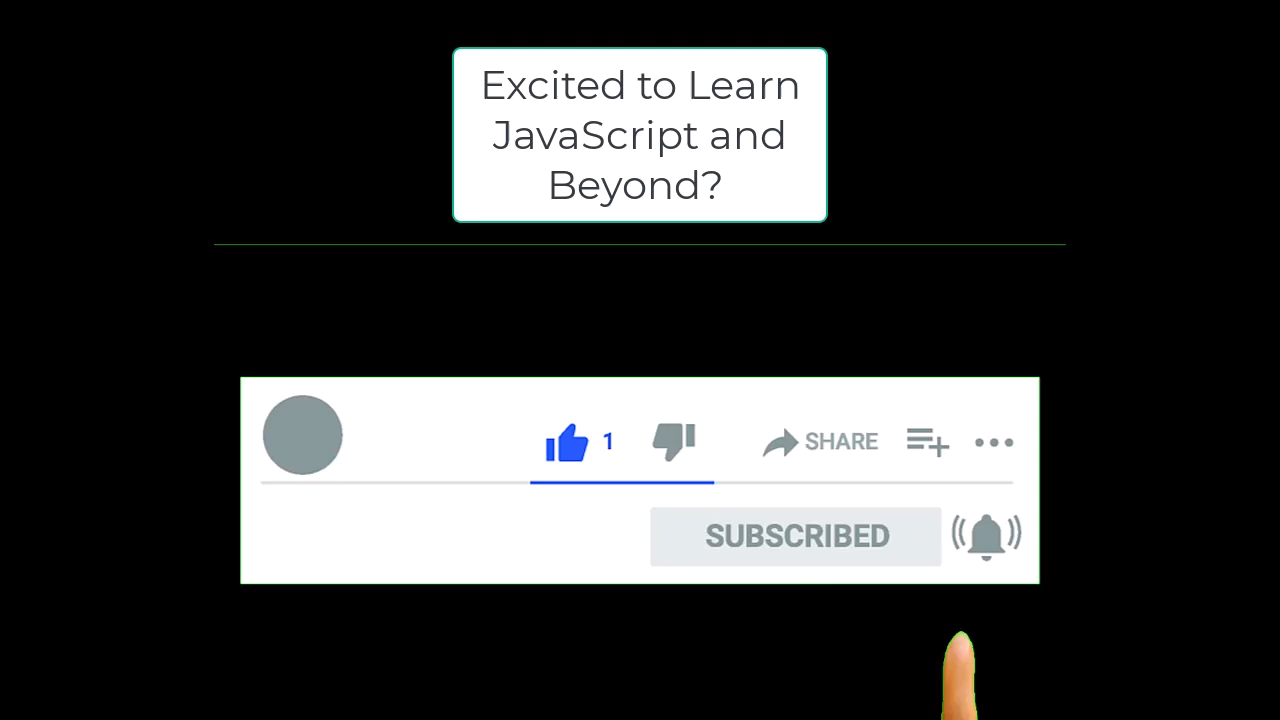 Excited to Learn
JavaScript and
Beyond?
1 SHARE
SUBSCRIBED